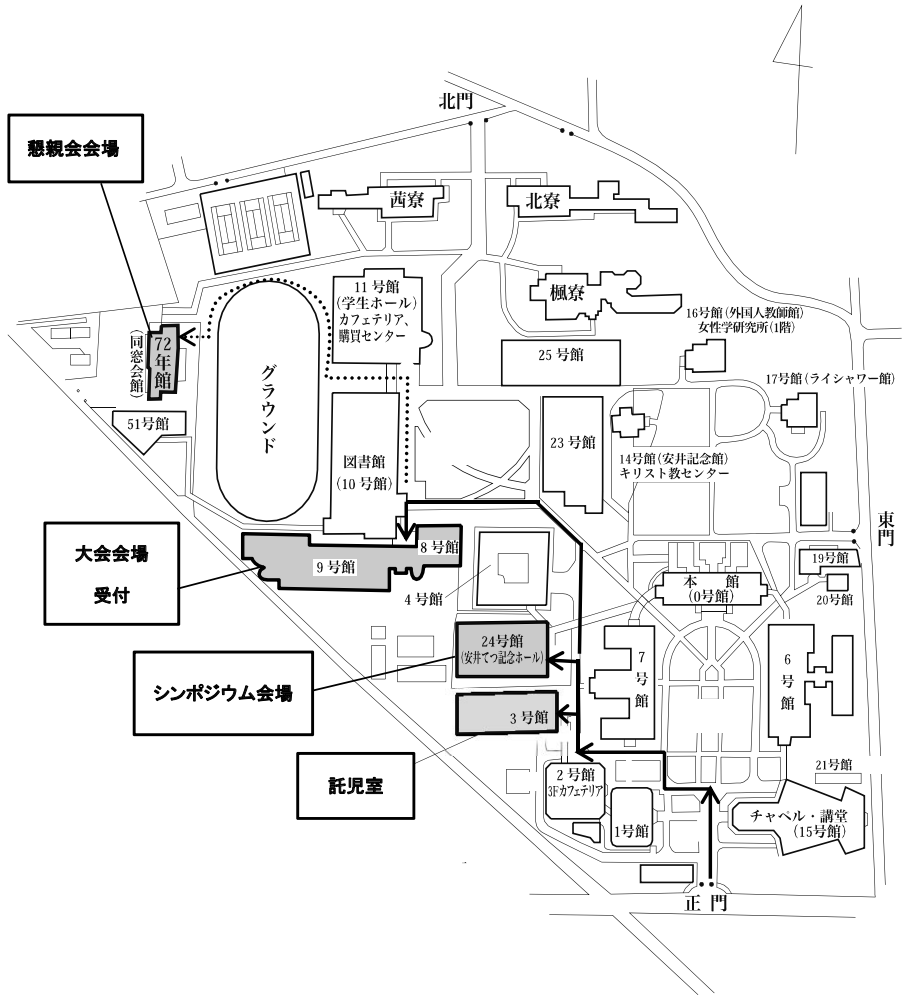 北門
懇親会会場
茜寮
北寮
11 号館
(学生ホール)
カフェテリア、
購買センター
楓寮
16号館(外国人教師館)
女性学研究所(1階)
72年館
(同窓会館)
25 号館
17号館(ライシャワー館)
グラウンド
51号館
23 号館
図書館
(10 号館)
14号館(安井記念館)
キリスト教センター
東門
大会会場
受付
8 号館
9 号館
4 号館
19号館
20号館
本 館
(0号館)
24号館
(安井てつ記念ホール)
シンポジウム会場
7号館
6号館
3 号館
託児室
2 号館
3Fカフェテリア
21号館
1号館
チャペル・講堂
(15号館)
正 門